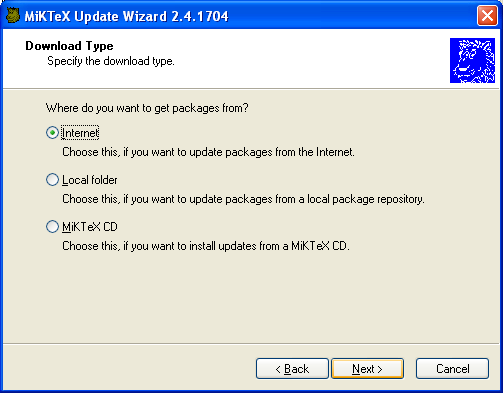 MiKTeX Update Wizard 2.4.1704
Download Type
Specify the download type.
Where do you want to get packages from?
Internet
Choose this, if you want to update packages from the Internet.
Local folder
Choose this, if you want to update packages from a local package repository.
MiKTeX CD
Choose this, if you want to install updates from a MiKTeX CD.
< Back Next > Cancel